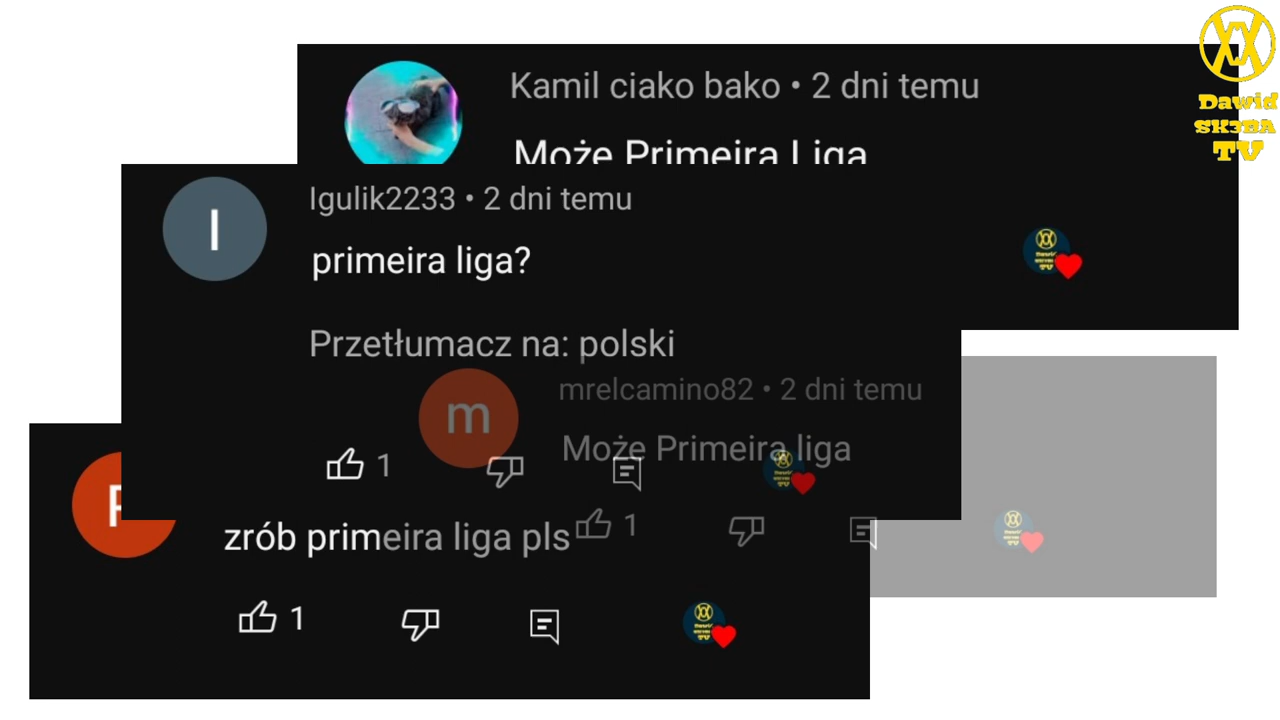 Kamil ciako bako • 2 dni temu
Może Primeira Liga
Dawid
SK3RA
TV
Igulik2233 • 2 dni temu
primeira liga?
Przetłumacz na: polski
mrelcamino82 • 2 dni temu
Może Primeira liga
1
1
zrób primeira liga pls
1